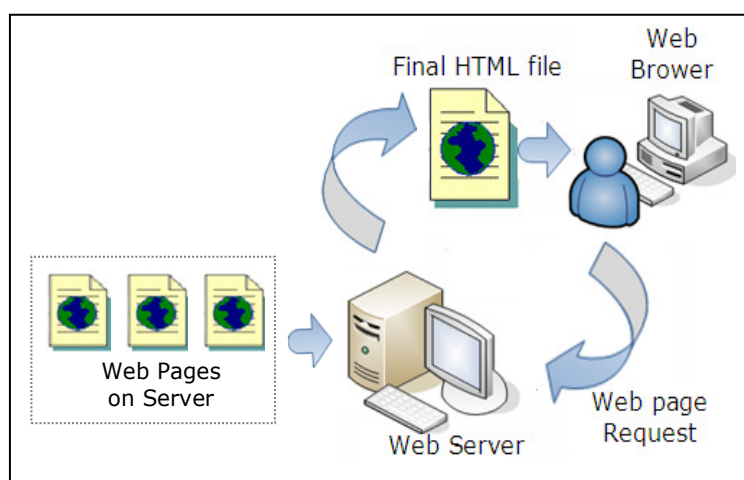 Web
Brower
Final HTML file
Web Pages
on Server
Web Server
Web page
Request